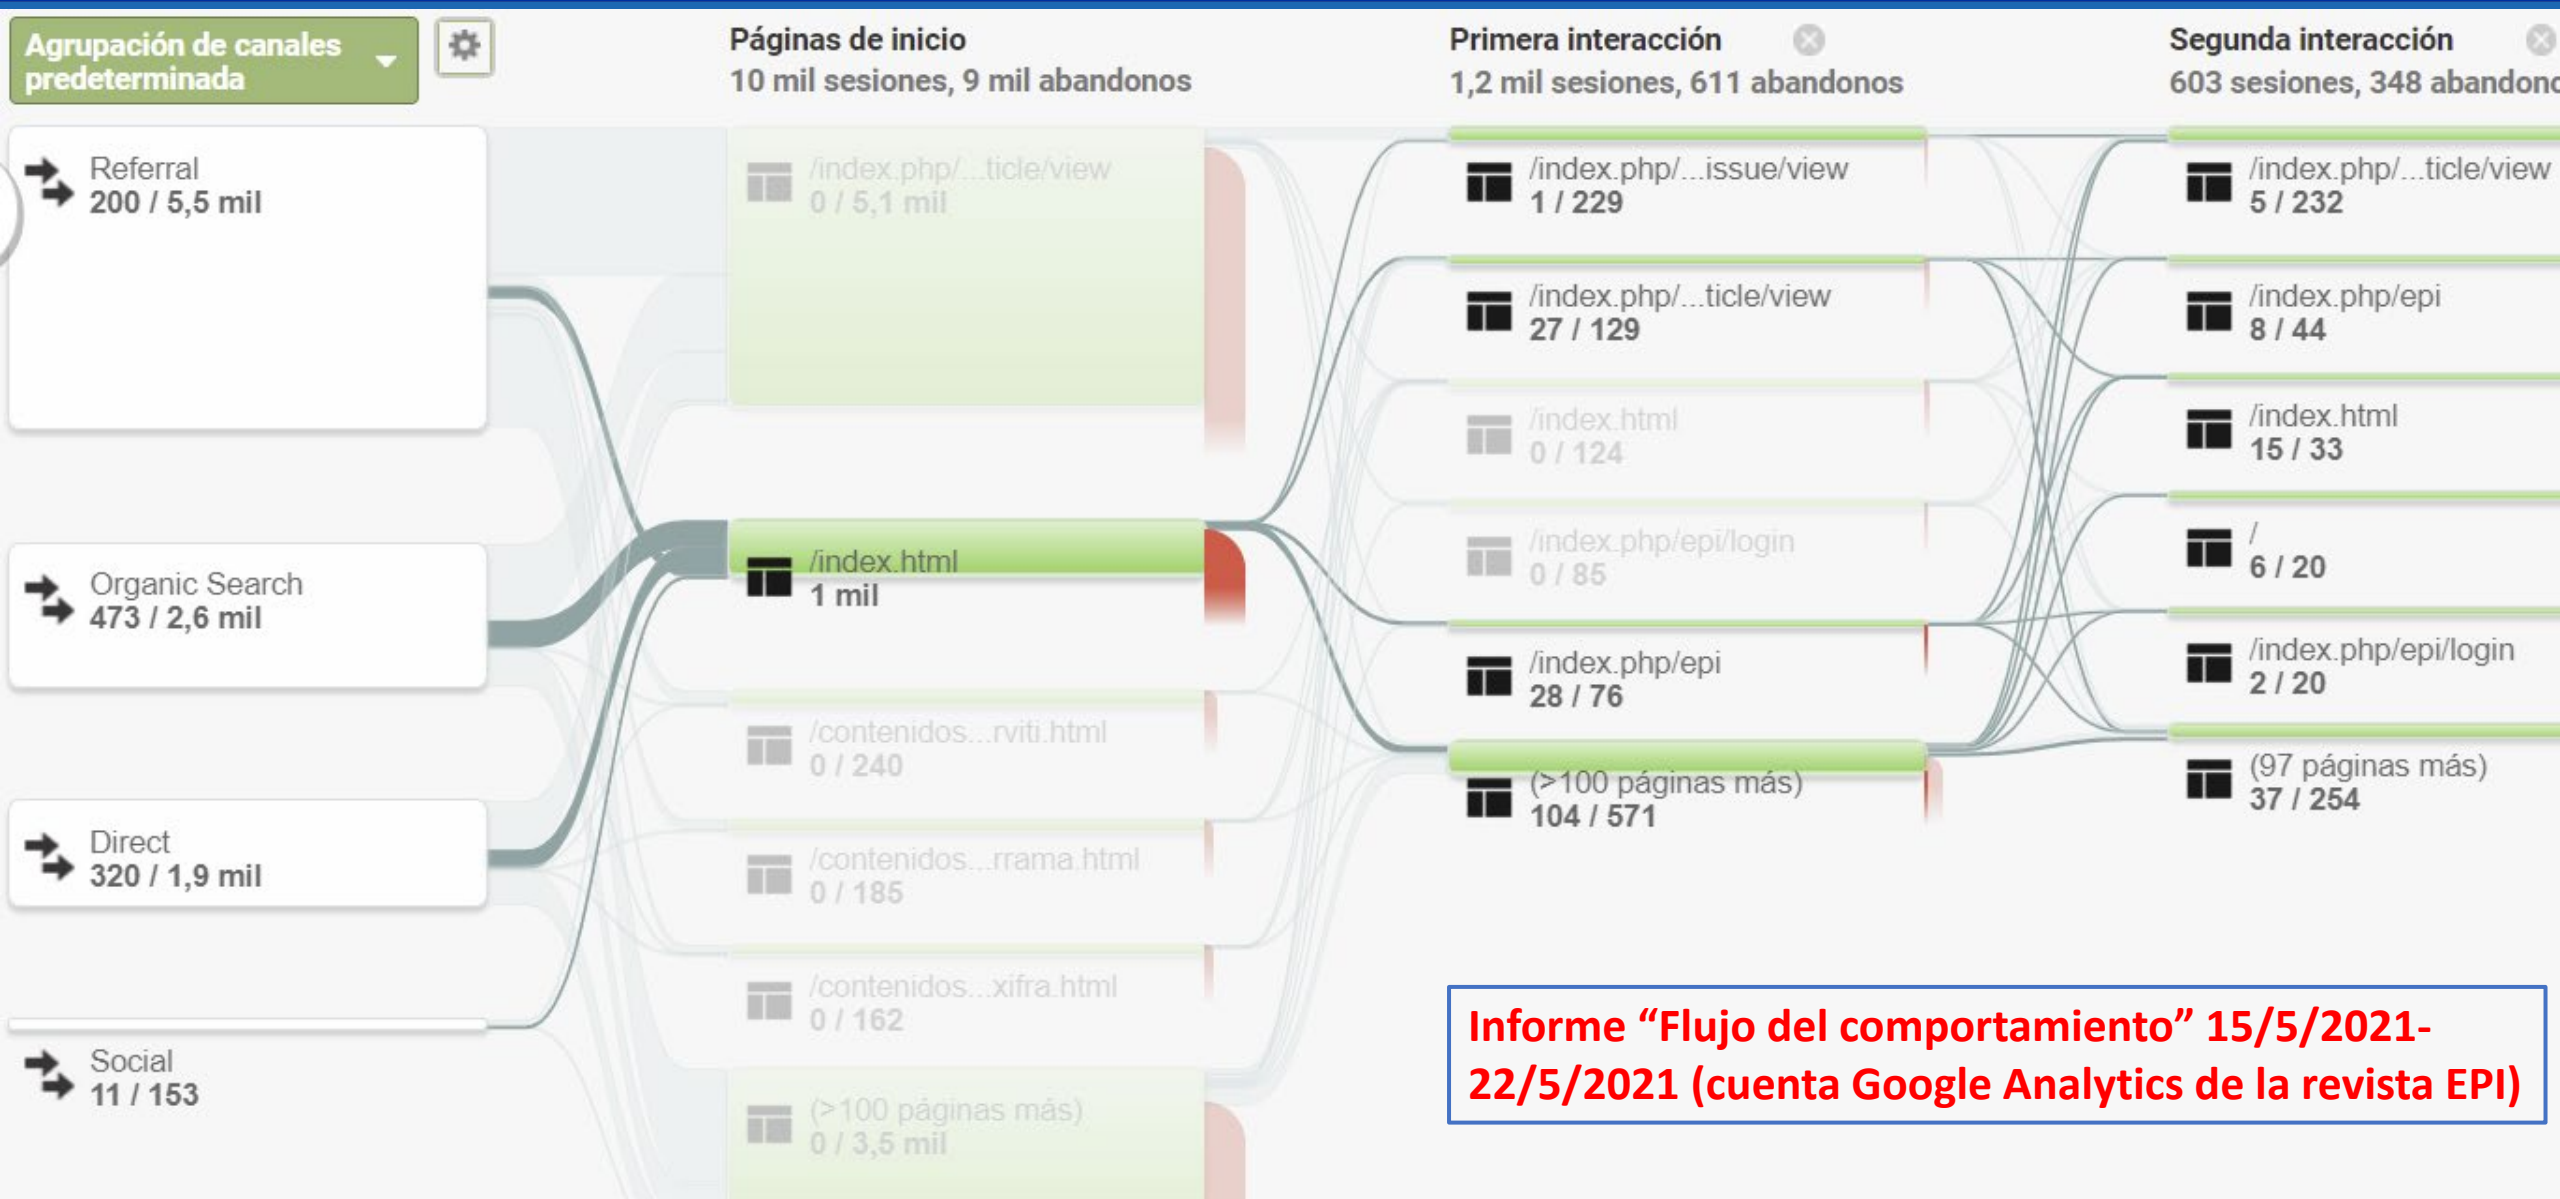 Agrupación de canales
predeterminada
Referral
200 / 5,5 mil
Organic Search
473 / 2,6 mil
Direct
320 / 1,9 mil
Social
11 / 153
Páginas de inicio
10 mil sesiones, 9 mil abandonos
/index.php/...ticle/view
0 / 5,1 mil
/index.html
1 mil
/contenidos...rviti.html
0 / 240
/contenidos...rrama.html
0 / 185
/contenidos...xifra.html
0 / 162
(>100 páginas más)
0 / 3,5 mil
Primera interacción
1,2 mil sesiones, 611 abandonos
/index.php/...issue/view
1 / 229
/index.php/...ticle/view
27 / 129
/index.html
0 / 124
/index.php/epi/login
0 / 85
/index.php/epi
28 / 76
(>100 páginas más)
104 / 571
Segunda interacción
603 sesiones, 348 abandono
/index.php/...ticle/view
5 / 232
/index.php/epi
8 / 44
/index.html
15 / 33
/
6 / 20
/index.php/epi/login
2 / 20
(97 páginas más)
37 / 254
Informe “Flujo del comportamiento” 15/5/2021-
22/5/2021 (cuenta Google Analytics de la revista EPI)